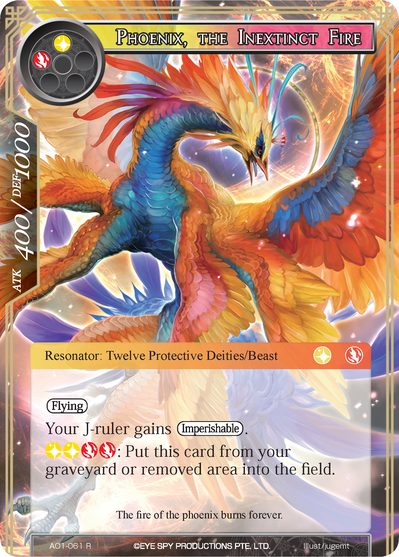 Phoenix, the Inextinct Fire
ATK 400/DEF 1000
Resonator: Twelve Protective Deities/Beast
Flying
Your J-ruler gains Imperishable.
: Put this card from your
graveyard or removed area into the field.
The fire of the phoenix burns forever.
AO1-061 R
©EYE SPY PRODUCTIONS PTE. LTD.
Illust/jugemt